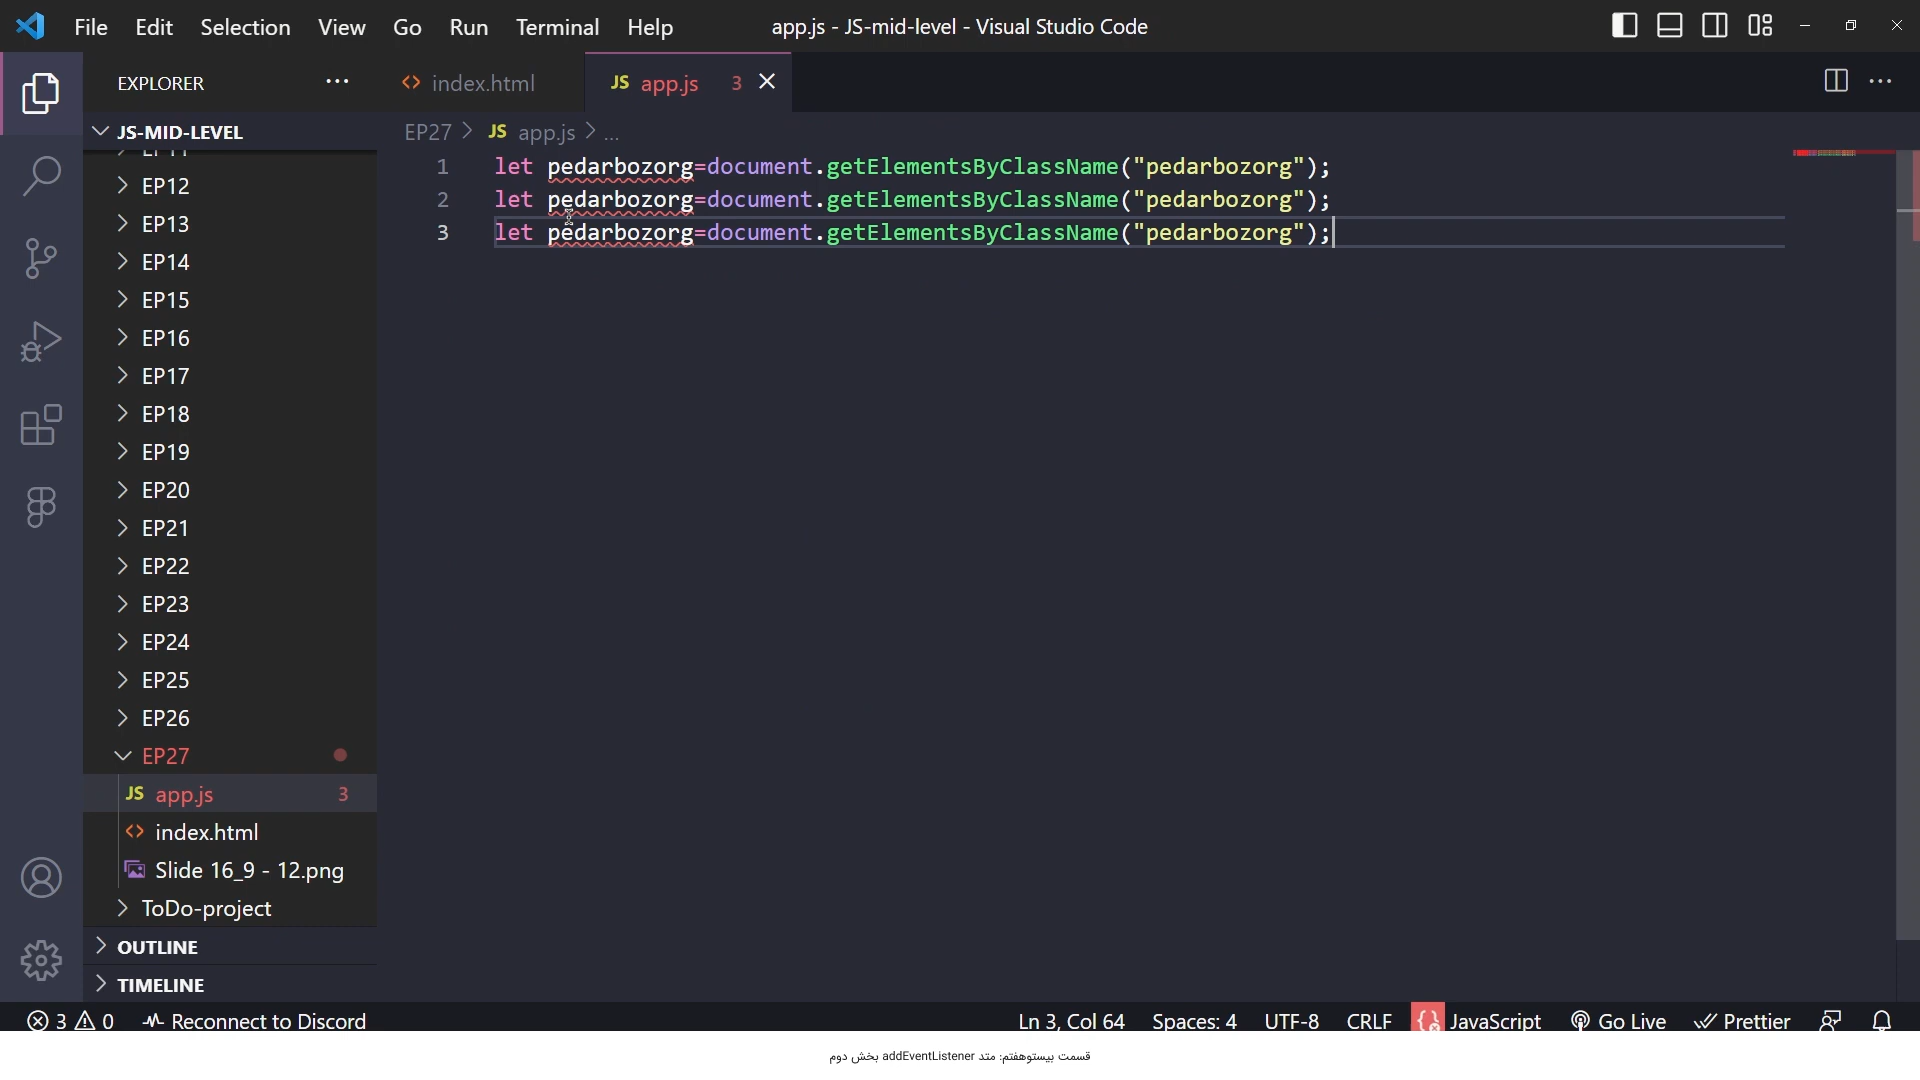 File Edit Selection View Go Run Terminal Help app.js - JS-mid-level - Visual Studio Code
EXPLORER
index.html JS app.js 3
JS-MID-LEVEL
EP27 > JS app.js > ...
1 let pedarbozorg=document.getElementsByClassName("pedarbozorg");
2 let pedarbozorg=document.getElementsByClassName("pedarbozorg");
3 let pedarbozorg=document.getElementsByClassName("pedarbozorg");
EP11
EP12
EP13
EP14
EP15
EP16
EP17
EP18
EP19
EP20
EP21
EP22
EP23
EP24
EP25
EP26
EP27
JS app.js 3
index.html
Slide 16_9 - 12.png
ToDo-project
OUTLINE
TIMELINE
3 0 Reconnect to Discord Ln 3, Col 64 Spaces: 4 UTF-8 CRLF JavaScript Go Live Prettier
قسمت بیستوهفتم: متد addEventListener بخش دوم